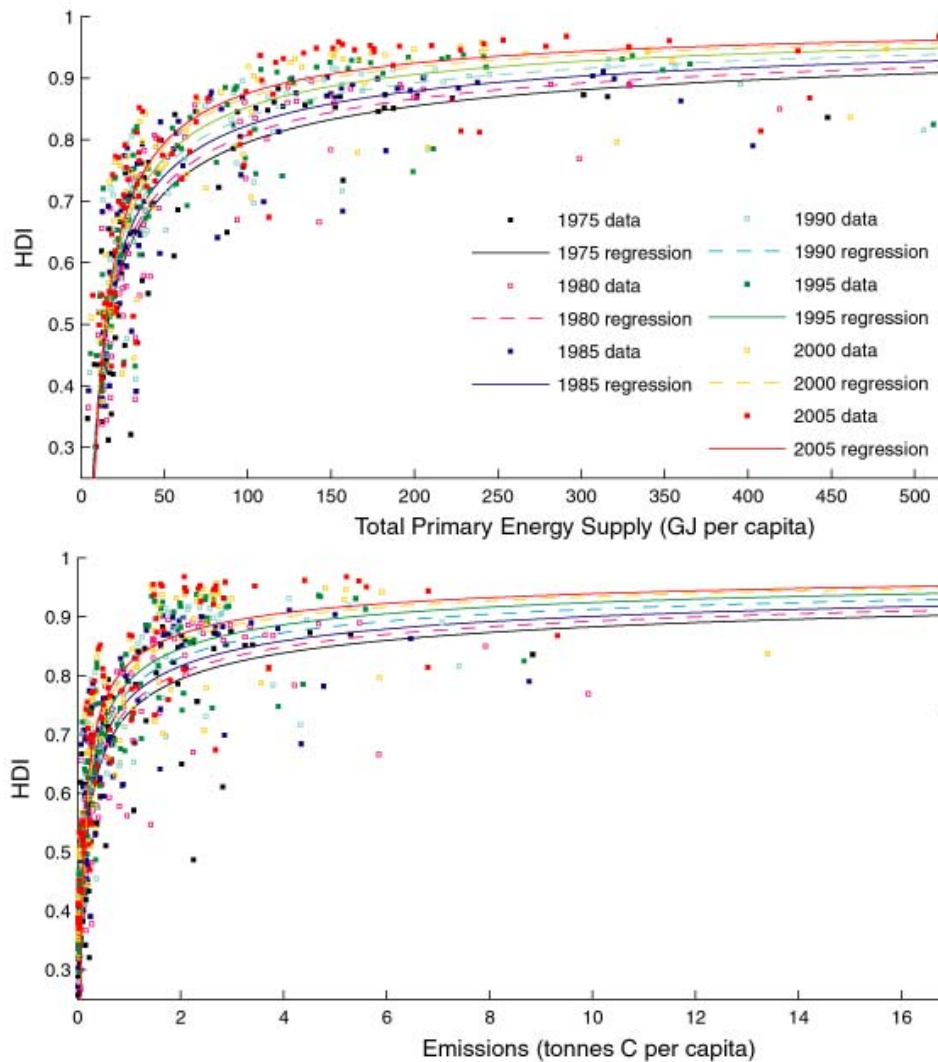 1
0.9
0.8
0.7
0.6
0.5
0.4
0.3
HDI
1975 data
1975 regression
1980 data
1980 regression
1985 data
1985 regression
1990 data
1990 regression
1995 data
1995 regression
2000 data
2000 regression
2005 data
2005 regression
0 50 100 150 200 250 300 350 400 450 500
Total Primary Energy Supply (GJ per capita)
1
0.9
0.8
0.7
0.6
0.5
0.4
0.3
HDI
0 2 4 6 8 10 12 14 16
Emissions (tonnes C per capita)